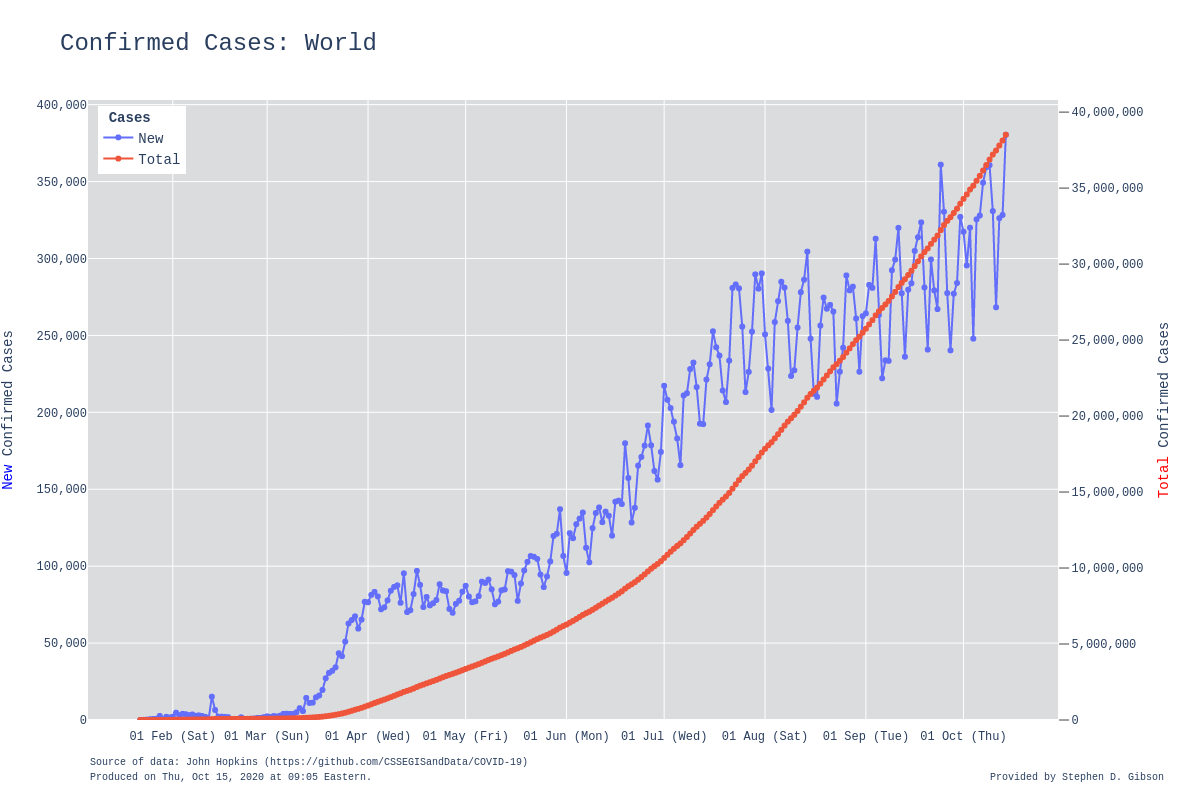 Confirmed Cases: World
Cases
New
Total
400,000
350,000
300,000
250,000
200,000
150,000
100,000
50,000
0
New Confirmed Cases
40,000,000
35,000,000
30,000,000
25,000,000
20,000,000
15,000,000
10,000,000
5,000,000
0
Total Confirmed Cases
01 Feb (Sat) 01 Mar (Sun) 01 Apr (Wed) 01 May (Fri) 01 Jun (Mon) 01 Jul (Wed) 01 Aug (Sat) 01 Sep (Tue) 01 Oct (Thu)
Source of data: John Hopkins (https://github.com/CSSEGISandData/COVID-19)
Produced on Thu, Oct 15, 2020 at 09:05 Eastern.
Provided by Stephen D. Gibson